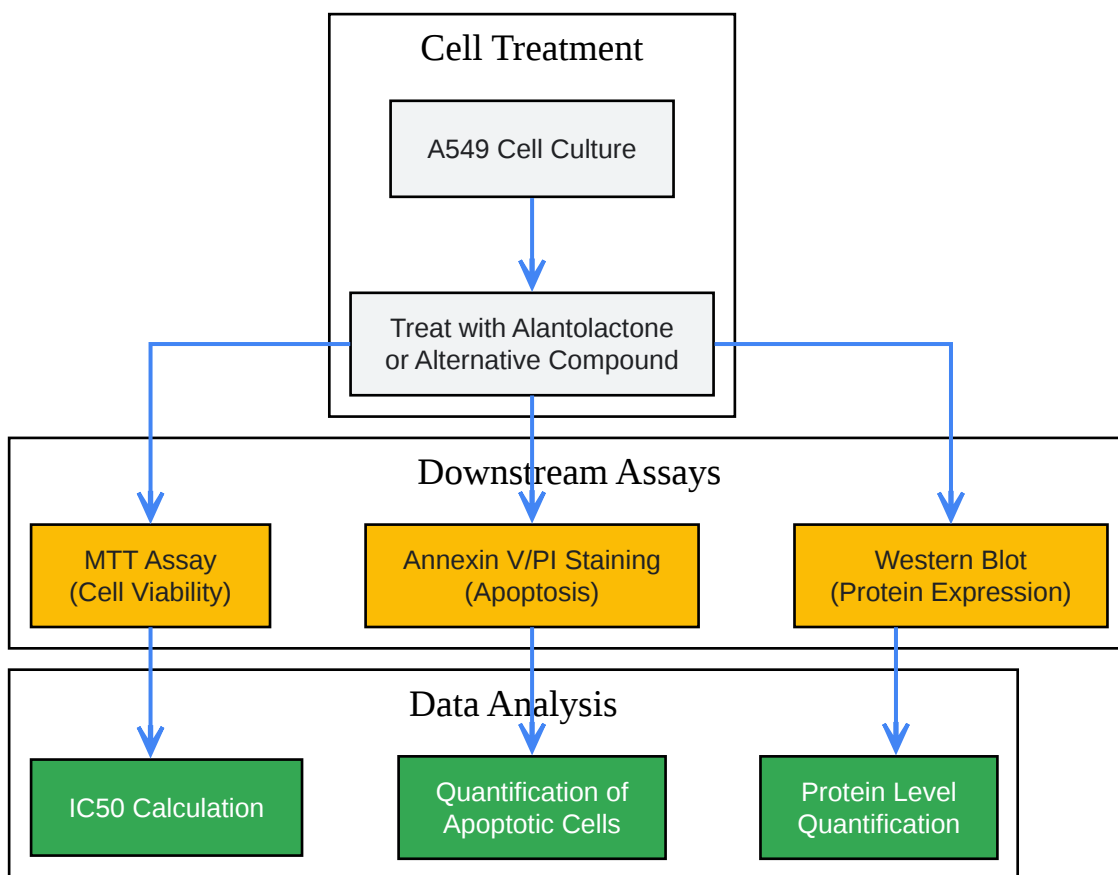 Cell Treatment
A549 Cell Culture
Treat with Alantolactone
or Alternative Compound
Downstream Assays
MTT Assay
(Cell Viability)
Annexin V/PI Staining
(Apoptosis)
Western Blot
(Protein Expression)
Data Analysis
IC50 Calculation
Quantification of
Apoptotic Cells
Protein Level
Quantification